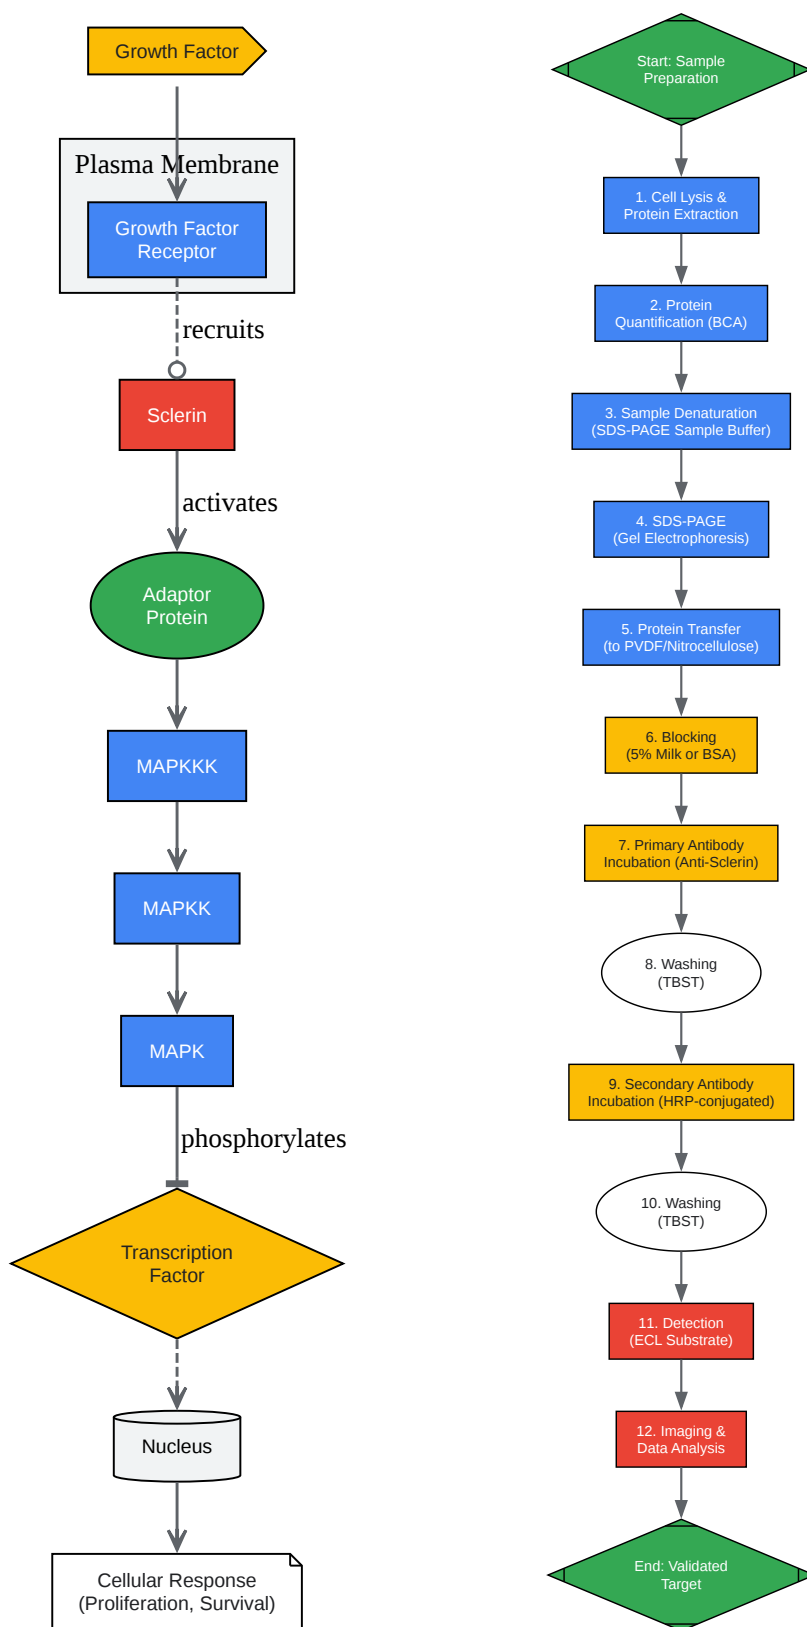 Growth Factor
Plasma Membrane
Growth Factor
Receptor
recruits
Sclerin
activates
Adaptor
Protein
MAPKKK
MAPKK
MAPK
phosphorylates
Transcription
Factor
Nucleus
Cellular Response
(Proliferation, Survival)
Start: Sample
Preparation
1. Cell Lysis &
Protein Extraction
2. Protein
Quantification (BCA)
3. Sample Denaturation
(SDS-PAGE Sample Buffer)
4. SDS-PAGE
(Gel Electrophoresis)
5. Protein Transfer
(to PVDF/Nitrocellulose)
6. Blocking
(5% Milk or BSA)
7. Primary Antibody
Incubation (Anti-Sclerin)
8. Washing
(TBST)
9. Secondary Antibody
Incubation (HRP-conjugated)
10. Washing
(TBST)
11. Detection
(ECL Substrate)
12. Imaging &
Data Analysis
End: Validated
Target